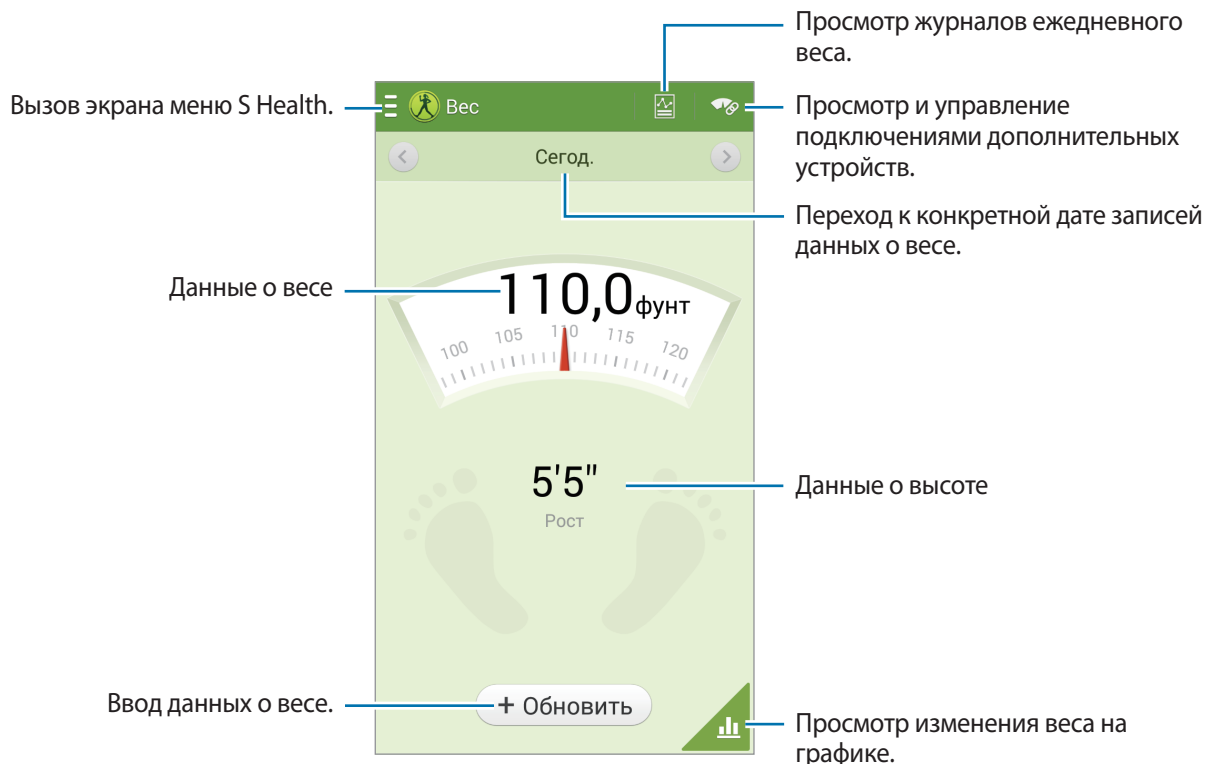 Просмотр журналов ежедневного
веса.
Вызов экрана меню S Health.
Вес
Просмотр и управление
подключениями дополнительных
устройств.
Сегод.
Переход к конкретной дате записей
данных о весе.
Данные о весе
110,0фунт
100 105 110 115 120
5'5"
Рост
Данные о высоте
Ввод данных о весе.
+ Обновить
Просмотр изменения веса на
графике.